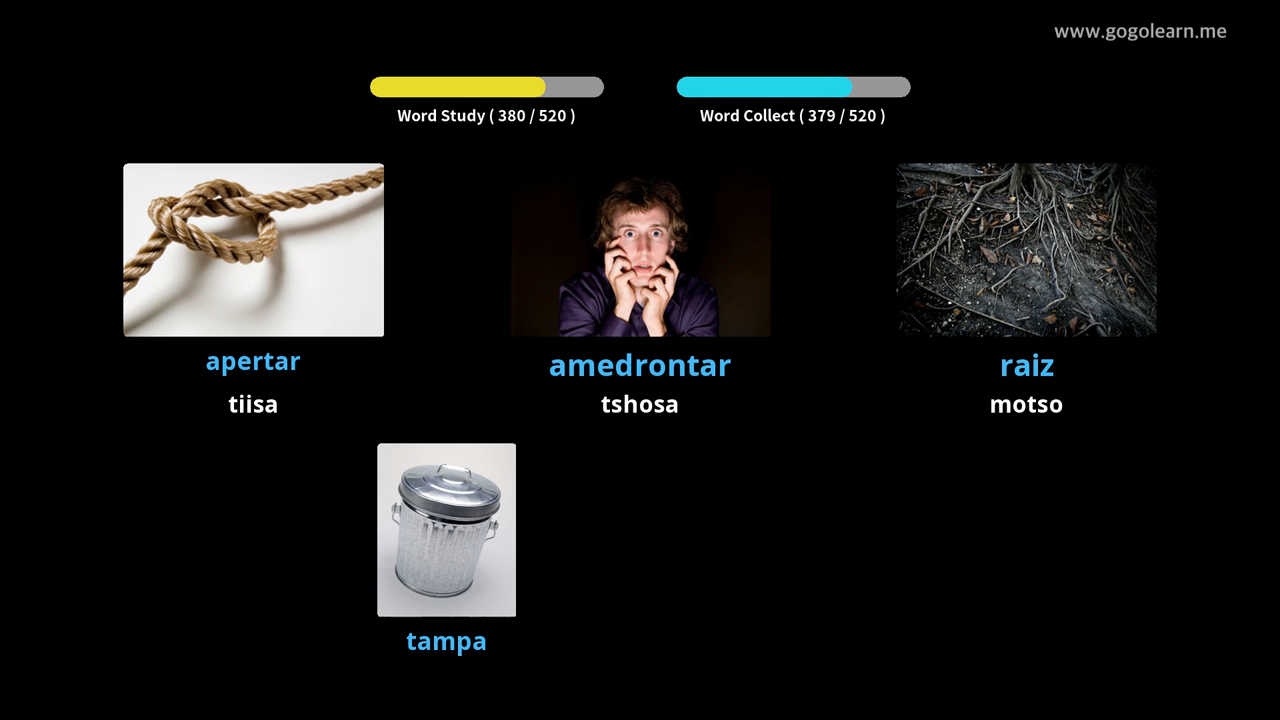 www.gogolearn.me
Word Study ( 380 / 520 )
Word Collect ( 379 / 520 )
apertar
amedrontar
raiz
tiisa
tshosa
motso
tampa